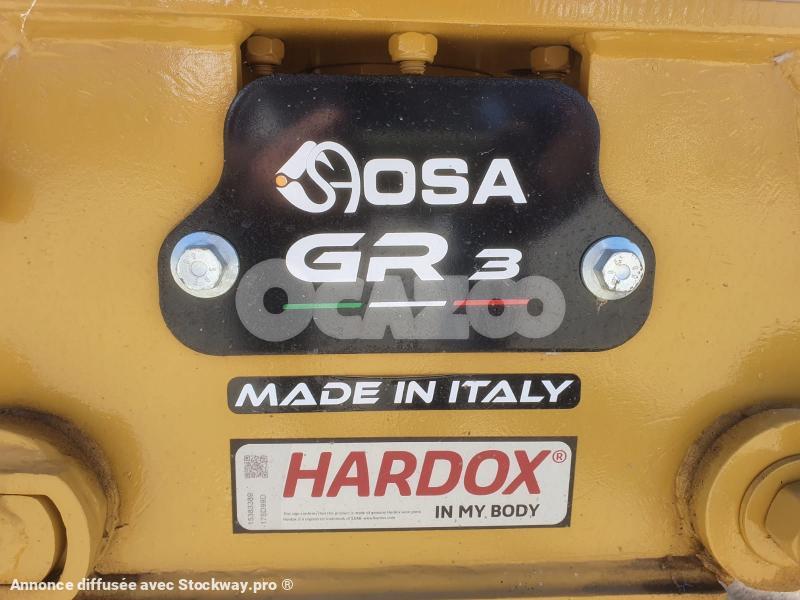 OSA
GR 3
OCAZOO
MADE IN ITALY
HARDOX®
IN MY BODY
Annonce diffusée avec Stockway.pro ®